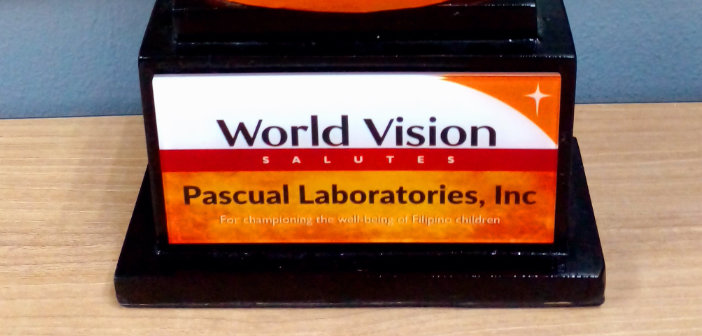 World Vision
SALUTES
Pascual Laboratories, Inc
For championing the well-being of Filipino children